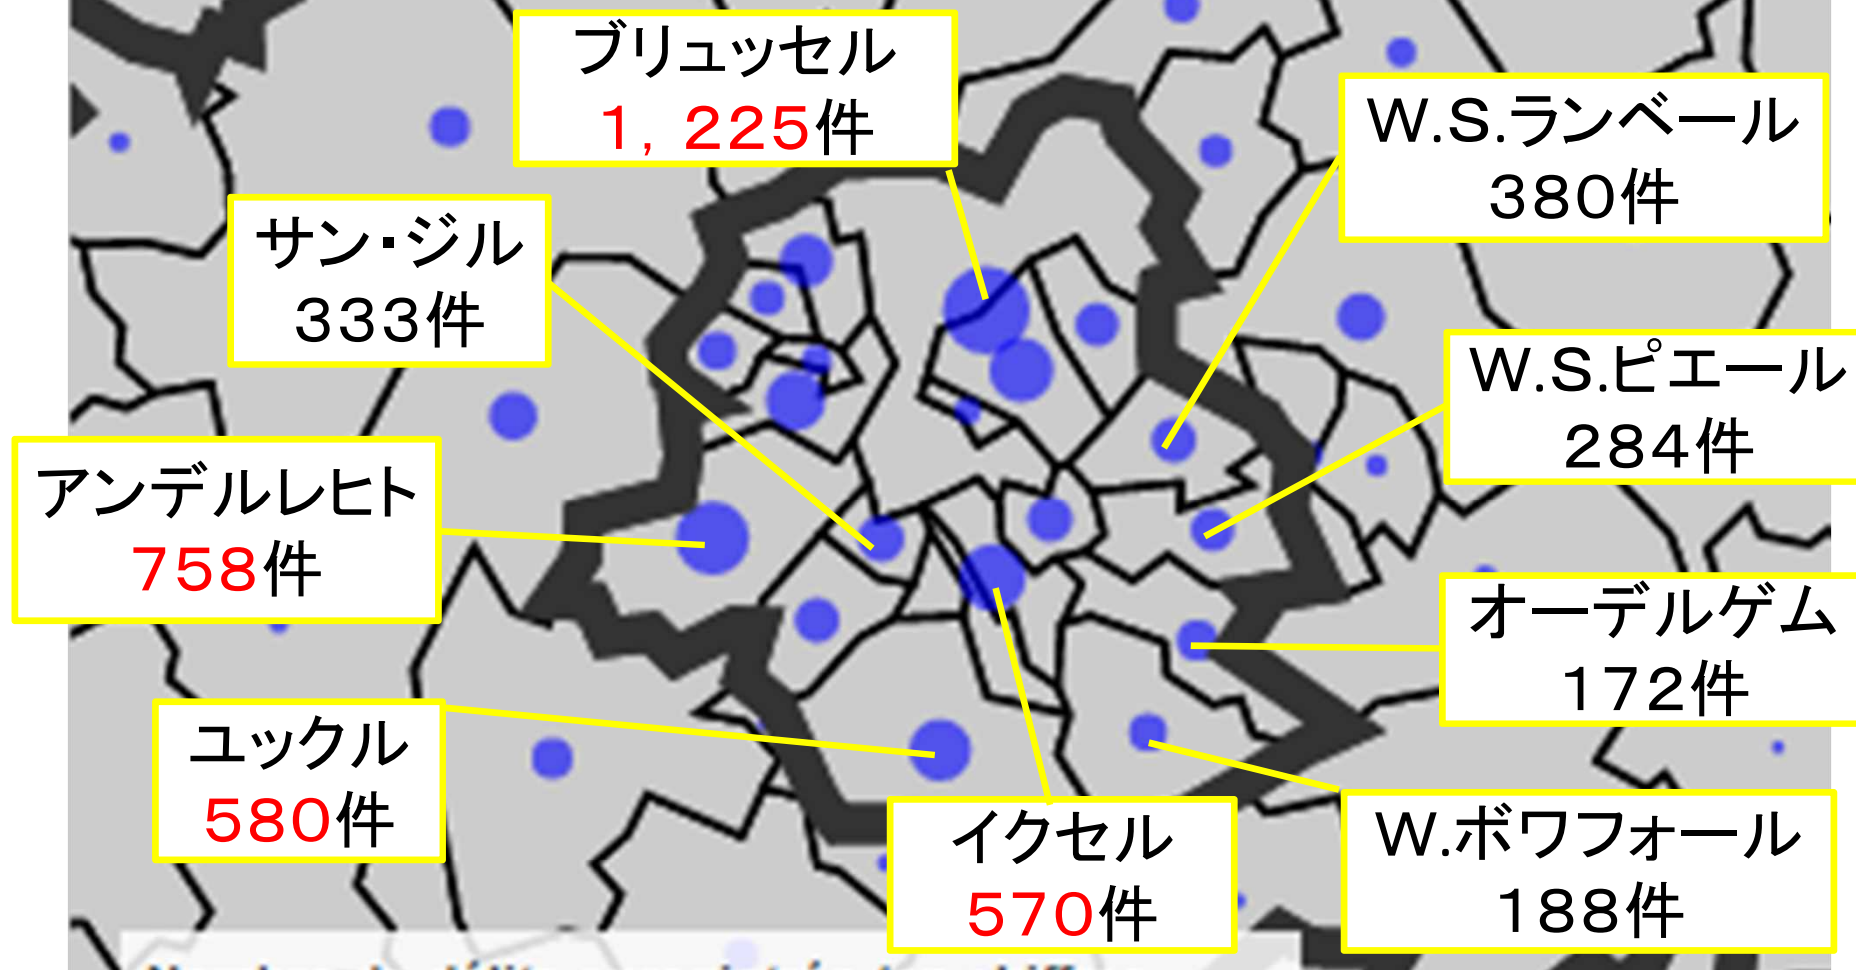 ブリュッセル
1，225件
W.S.ランベール
380件
サン・ジル
333件
W.S.ピエール
284件
アンデルレヒト
758件
オーデルゲム
172件
ユックル
580件
イクセル
570件
W.ボワフォール
188件